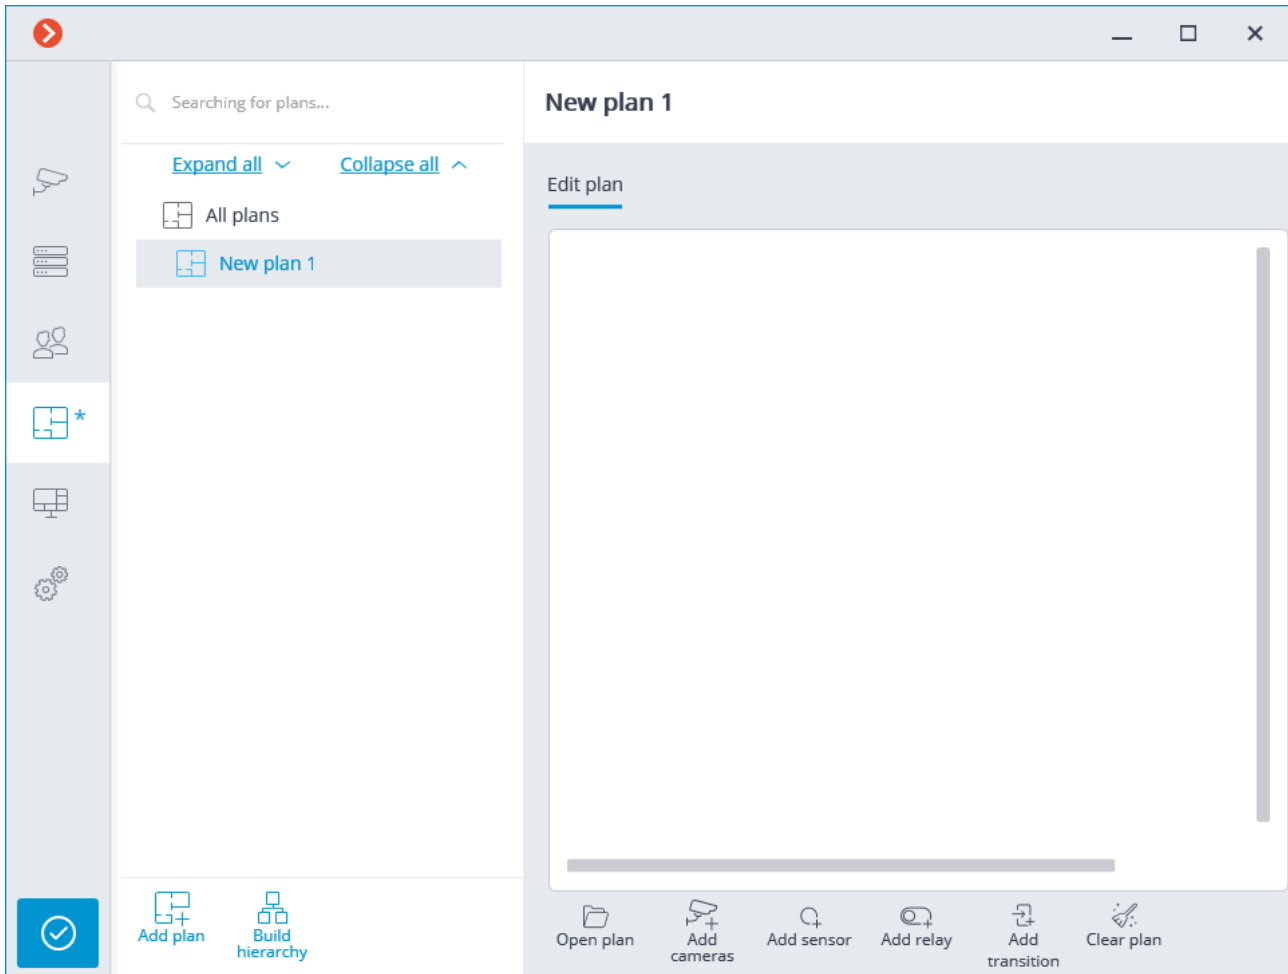 Searching for plans...
New plan 1
Expand all
Collapse all
Edit plan
All plans
New plan 1
*
Add plan
Build
hierarchy
Open plan
Add
cameras
Add sensor
Add relay
Add
transition
Clear plan